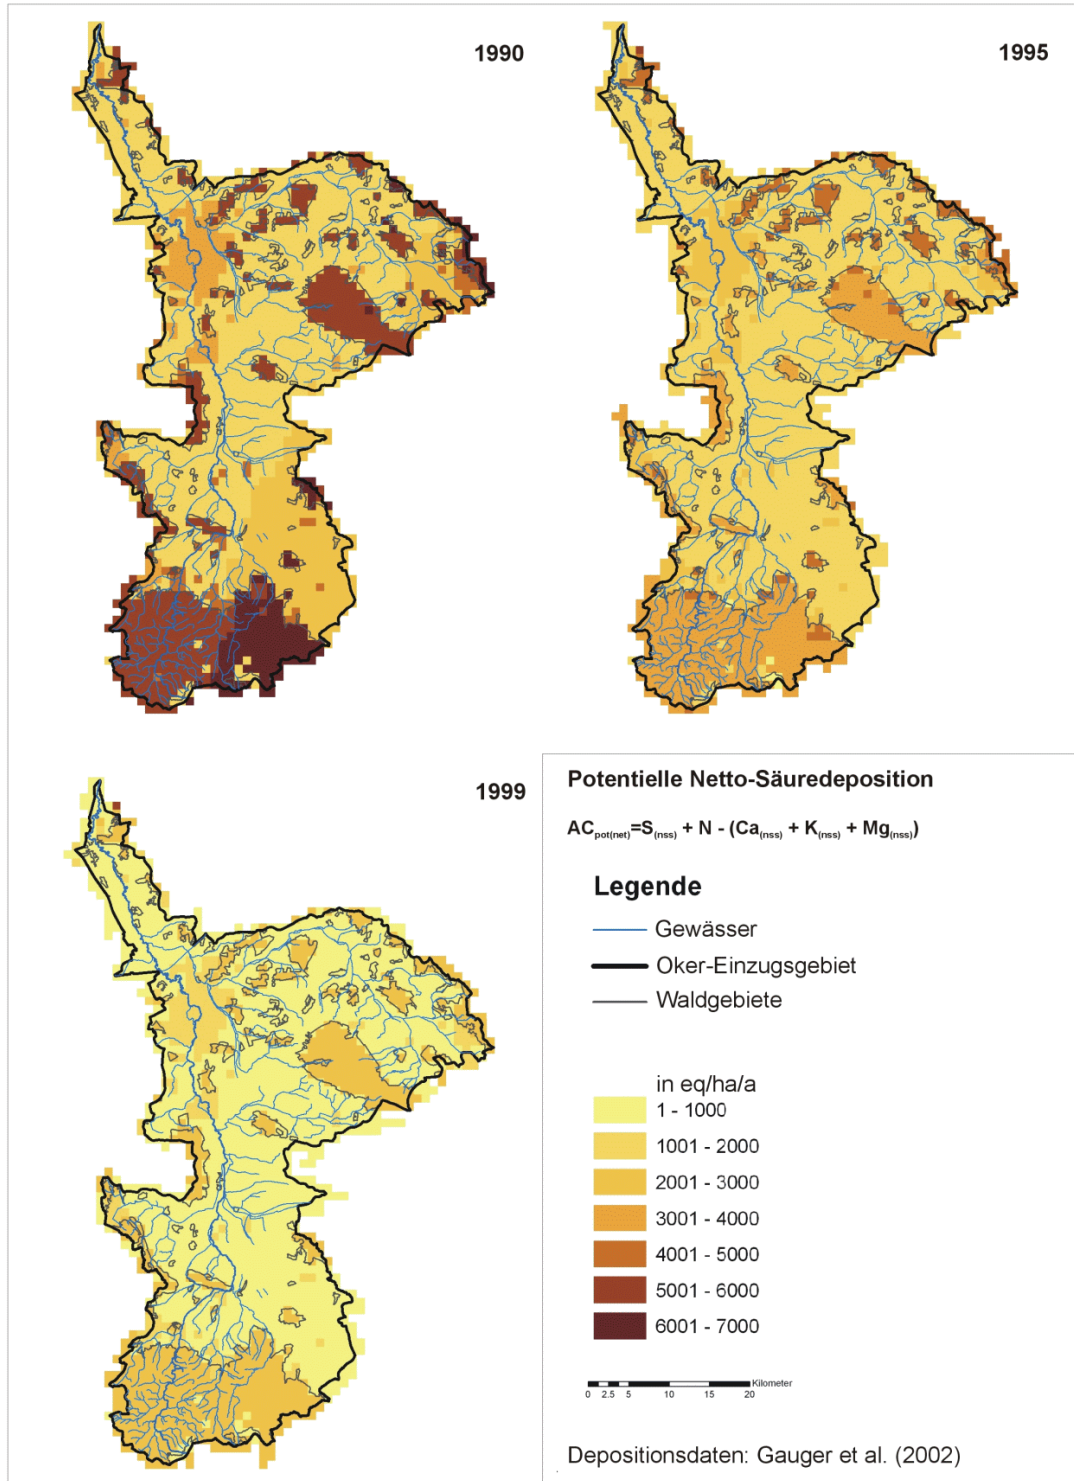 1990
1995
1999
Potentielle Netto-Säuredeposition
ACpot(net)=S(nss) + N - (Ca(nss) + K(nss) + Mg(nss))
Legende
Gewässer
Oker-Einzugsgebiet
Waldgebiete
in eq/ha/a
1 - 1000
1001 - 2000
2001 - 3000
3001 - 4000
4001 - 5000
5001 - 6000
6001 - 7000
Kilometer
0 2.5 5 10 15 20
Depositionsdaten: Gauger et al. (2002)